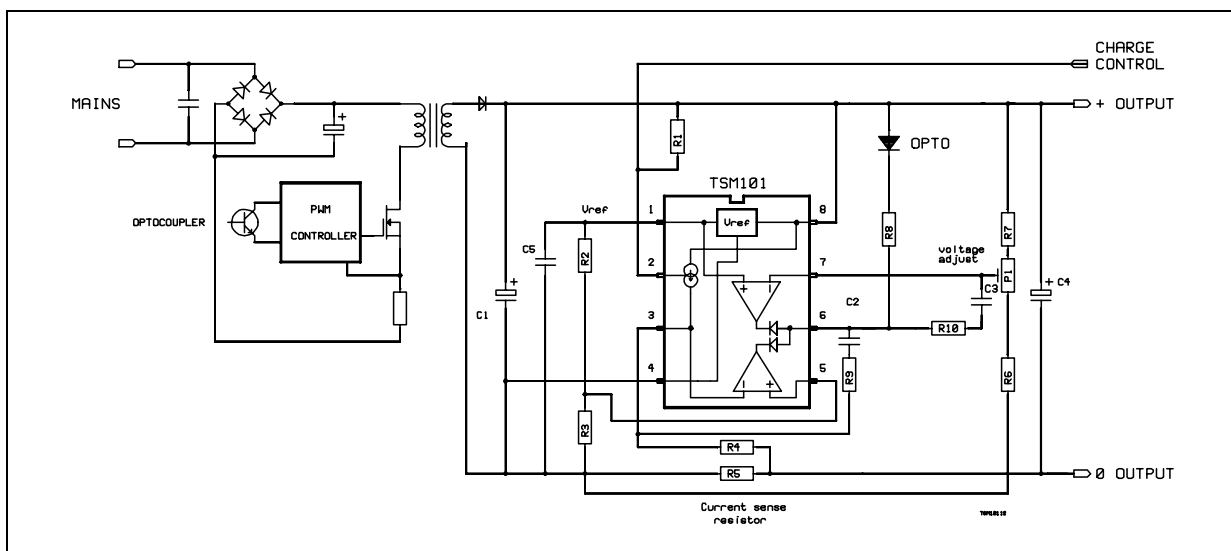 CHARGE
CONTROL
MAINS
+
+ OUTPUT
R1
OPTO
TSM101
OPTOCOUPLER
PWM
CONTROLLER
Vref
1
Vref
8
R8
R7
C5
R2
voltage
adjust
2
7
P1
+
C4
+
-
C3
+
C1
3
C2
6
R10
4
5
R9
R6
-
+
R3
R4
R5
0 OUTPUT
Current sense
resistor